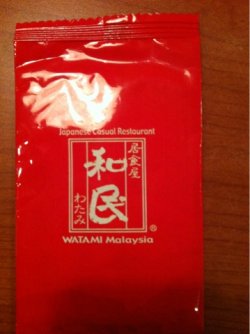 Japanese Casual Restaurant
居食屋
和民
わたみ
®
WATAMI Malaysia